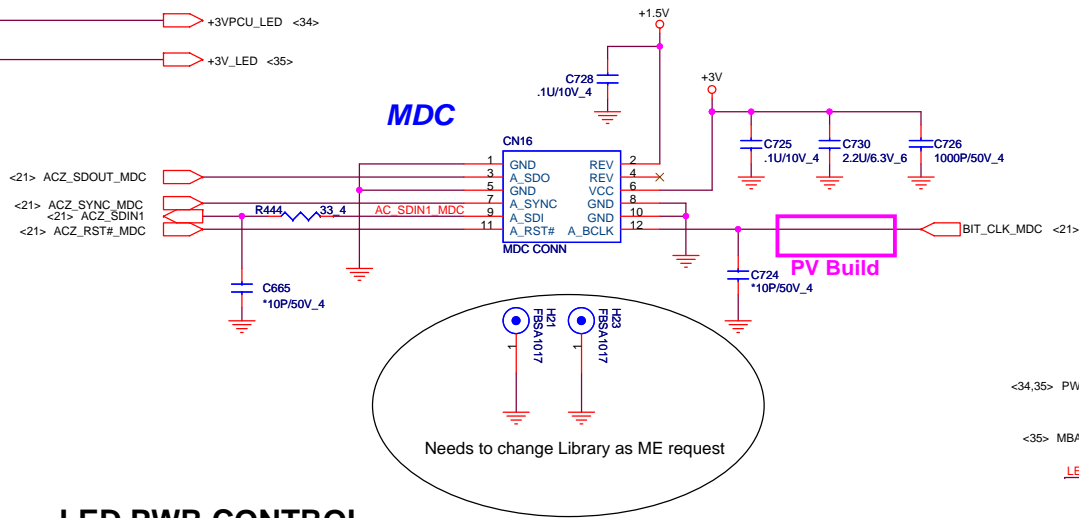 +3VPCU_LED <34>
+1.5V
+3V_LED <35>
C728
.1U/10V_4
+3V
MDC
CN16
C725
.1U/10V_4
C730
2.2U/6.3V_6
C726
1000P/50V_4
1 GND REV 2
<21> ACZ_SDOUT_MDC 3 A_SDO REV 4
5 GND VCC 6
<21> ACZ_SYNC_MDC 7 A_SYNC GND 8
<21> ACZ_SDIN1 R444 33_4 AC_SDIN1_MDC 9 A_SDI GND 10
<21> ACZ_RST#_MDC 11 A_RST# A_BCLK 12 BIT_CLK_MDC <21>
MDC CONN
PV Build
C665
*10P/50V_4
C724
*10P/50V_4
H21
FBSA1017
1
H23
FBSA1017
1
<34,35> PW
Needs to change Library as ME request
<35> MBA
LE
LED PWR CONTROL